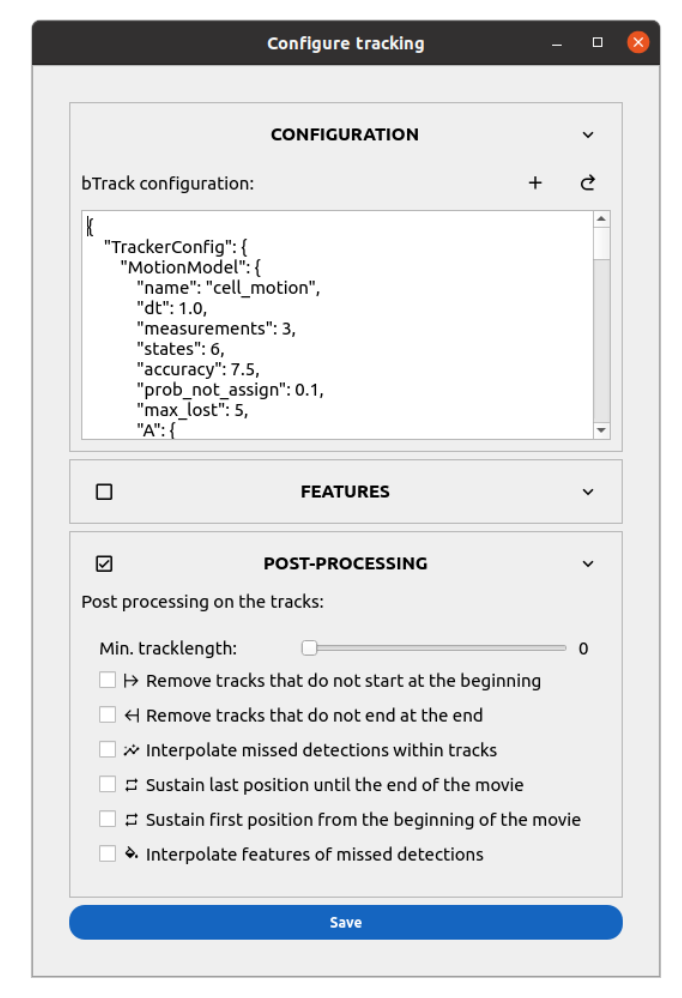 Configure tracking
CONFIGURATION
bTrack configuration:
{
"TrackerConfig": {
"MotionModel": {
"name": "cell_motion",
"dt": 1.0,
"measurements": 3,
"states": 6,
"accuracy": 7.5,
"prob_not_assign": 0.1,
"max_lost": 5,
"A": {
FEATURES
POST-PROCESSING
Post processing on the tracks:
Min. tracklength: 0
Remove tracks that do not start at the beginning
Remove tracks that do not end at the end
Interpolate missed detections within tracks
Sustain last position until the end of the movie
Sustain first position from the beginning of the movie
Interpolate features of missed detections
Save